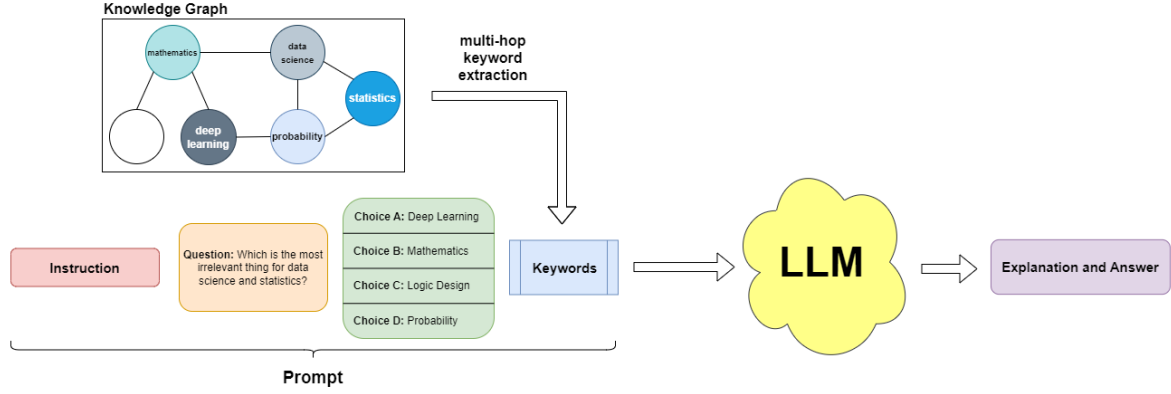 Knowledge Graph
mathematics
data
science
statistics
deep
learning
probability
multi-hop
keyword
extraction
Instruction
Question: Which is the most
irrelevant thing for data
science and statistics?
Choice A: Deep Learning
Choice B: Mathematics
Choice C: Logic Design
Choice D: Probability
Keywords
LLM
Explanation and Answer
Prompt